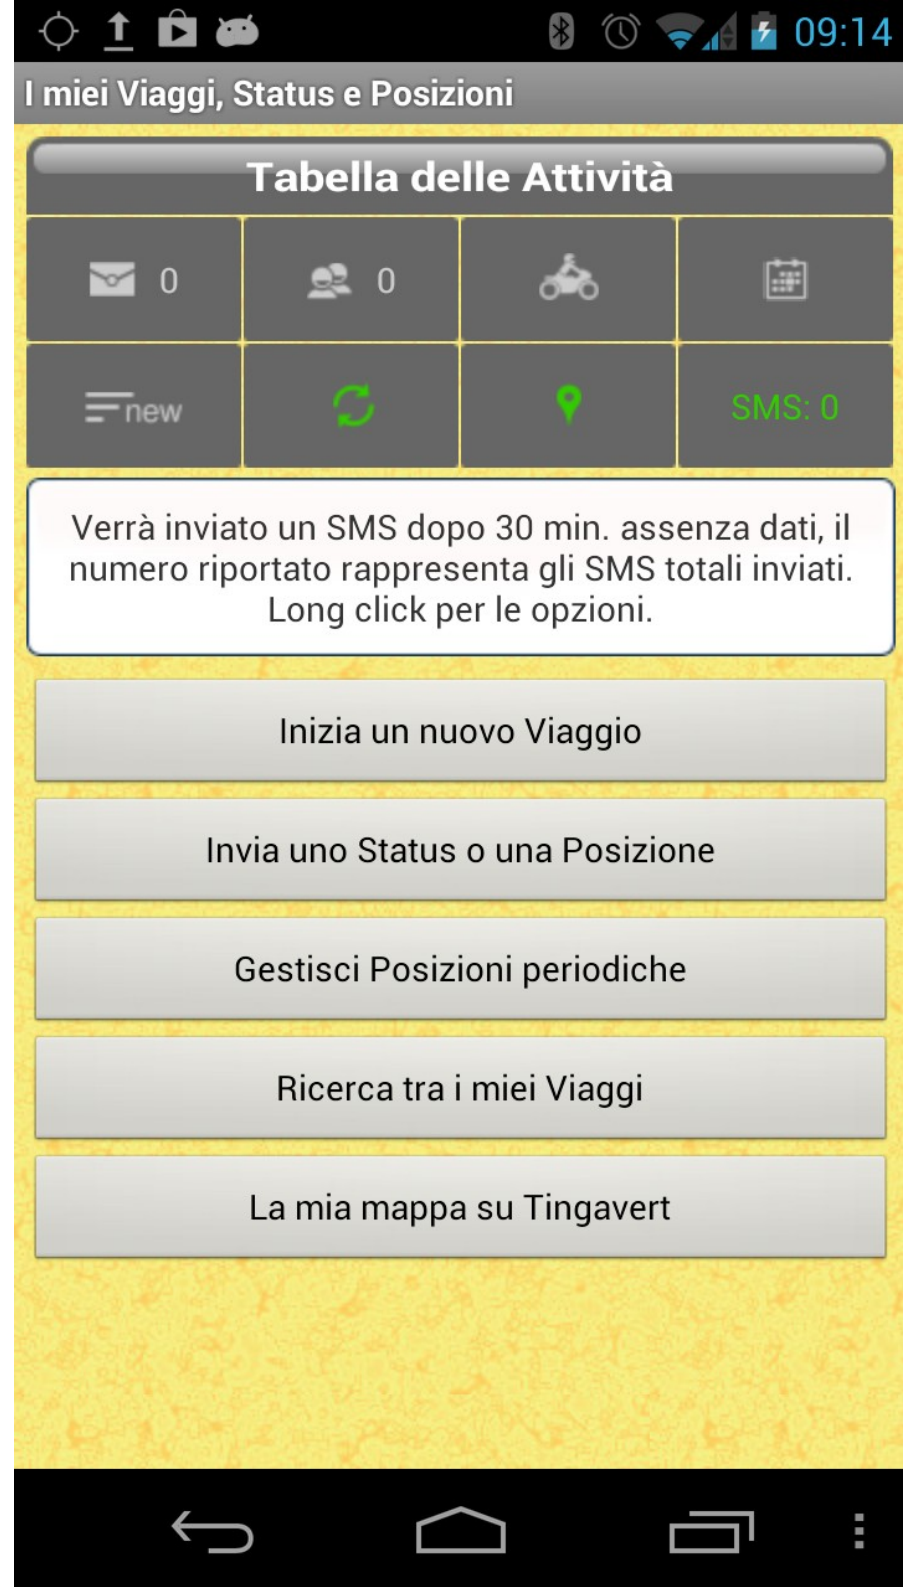 09:14
I miei Viaggi, Status e Posizioni
Tabella delle Attività
0 0
new SMS: 0
Verrà inviato un SMS dopo 30 min. assenza dati, il
numero riportato rappresenta gli SMS totali inviati.
Long click per le opzioni.
Inizia un nuovo Viaggio
Invia uno Status o una Posizione
Gestisci Posizioni periodiche
Ricerca tra i miei Viaggi
La mia mappa su Tingavert